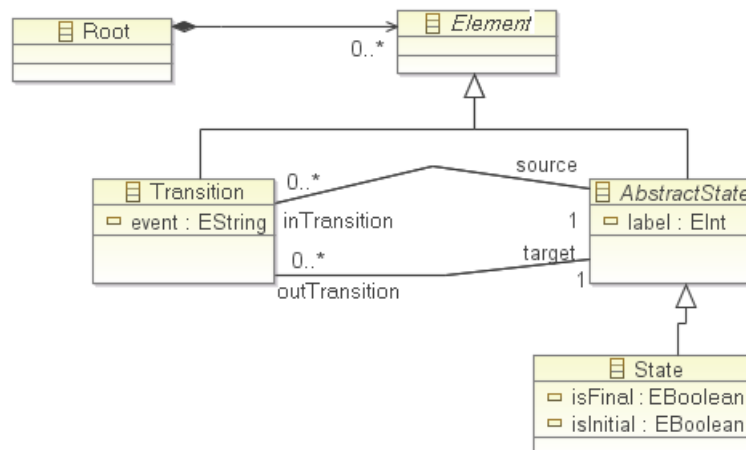 Root
Element
0..*
Transition
event : EString
0..*
source
inTransition
AbstractState
label : EInt
1
0..*
target
outTransition
1
State
isFinal : EBoolean
isInitial : EBoolean